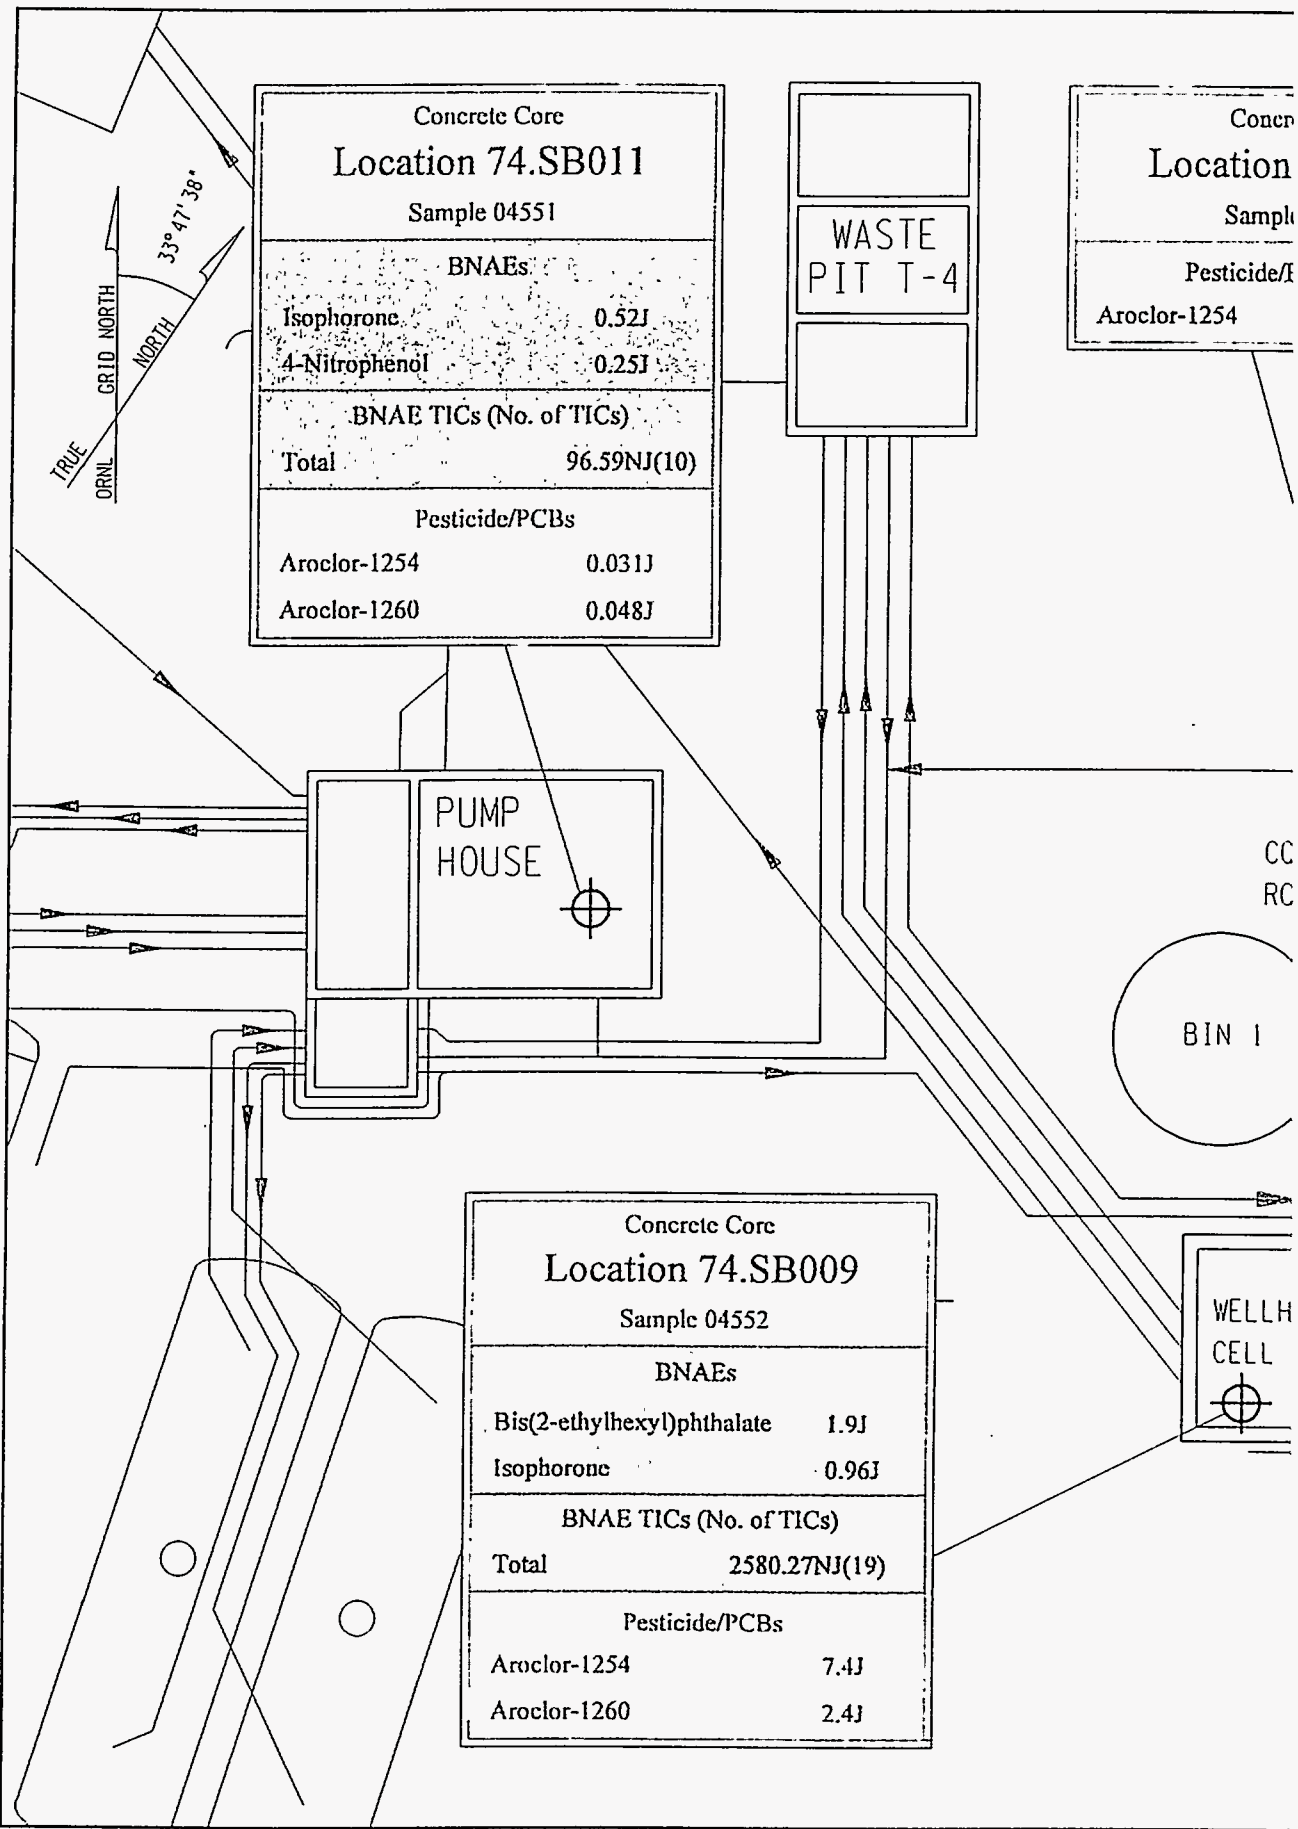 Concrete Core
Location 74.SB011
Sample 04551
BNAEs
Isophorone 0.52J
4-Nitrophenol 0.25J
BNAE TICs (No. of TICs)
Total 96.59NJ(10)
Pesticide/PCBs
Aroclor-1254 0.031J
Aroclor-1260 0.048J
WASTE
PIT T-4
Concr
Location
Sampl
Pesticide/
Aroclor-1254
33° 47' 38"
ORNL GRID NORTH
TRUE NORTH
PUMP
HOUSE
CC
RC
BIN 1
Concrete Core
Location 74.SB009
Sample 04552
BNAEs
Bis(2-ethylhexyl)phthalate 1.9J
Isophorone 0.96J
BNAE TICs (No. of TICs)
Total 2580.27NJ(19)
Pesticide/PCBs
Aroclor-1254 7.4J
Aroclor-1260 2.4J
WELLH
CELL